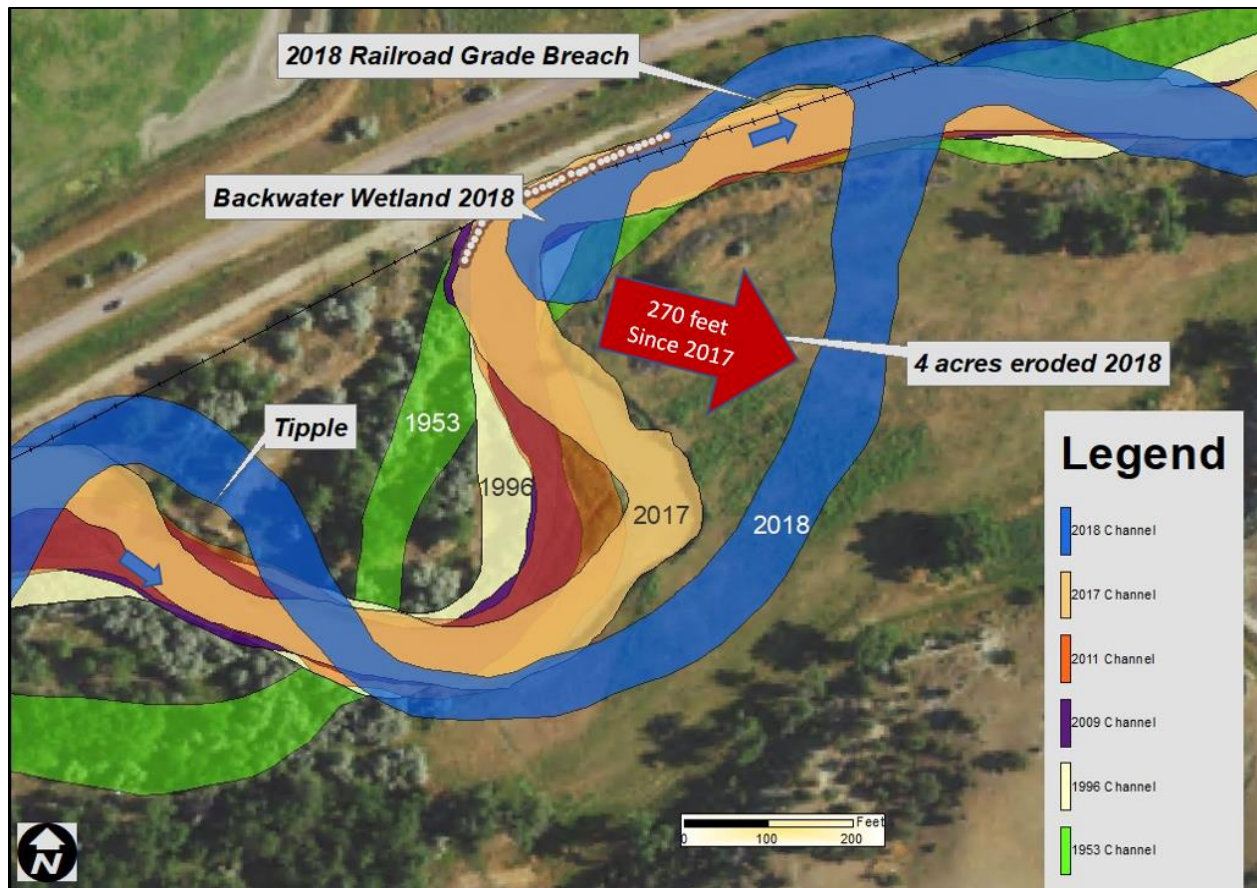 2018 Railroad Grade Breach
Backwater Wetland 2018
270 feet
Since 2017
4 acres eroded 2018
Tipple
1953
1996
2017
2018
Legend
2018 Channel
2017 Channel
2011 Channel
2009 Channel
1996 Channel
1953 Channel
Feet
0 100 200
N